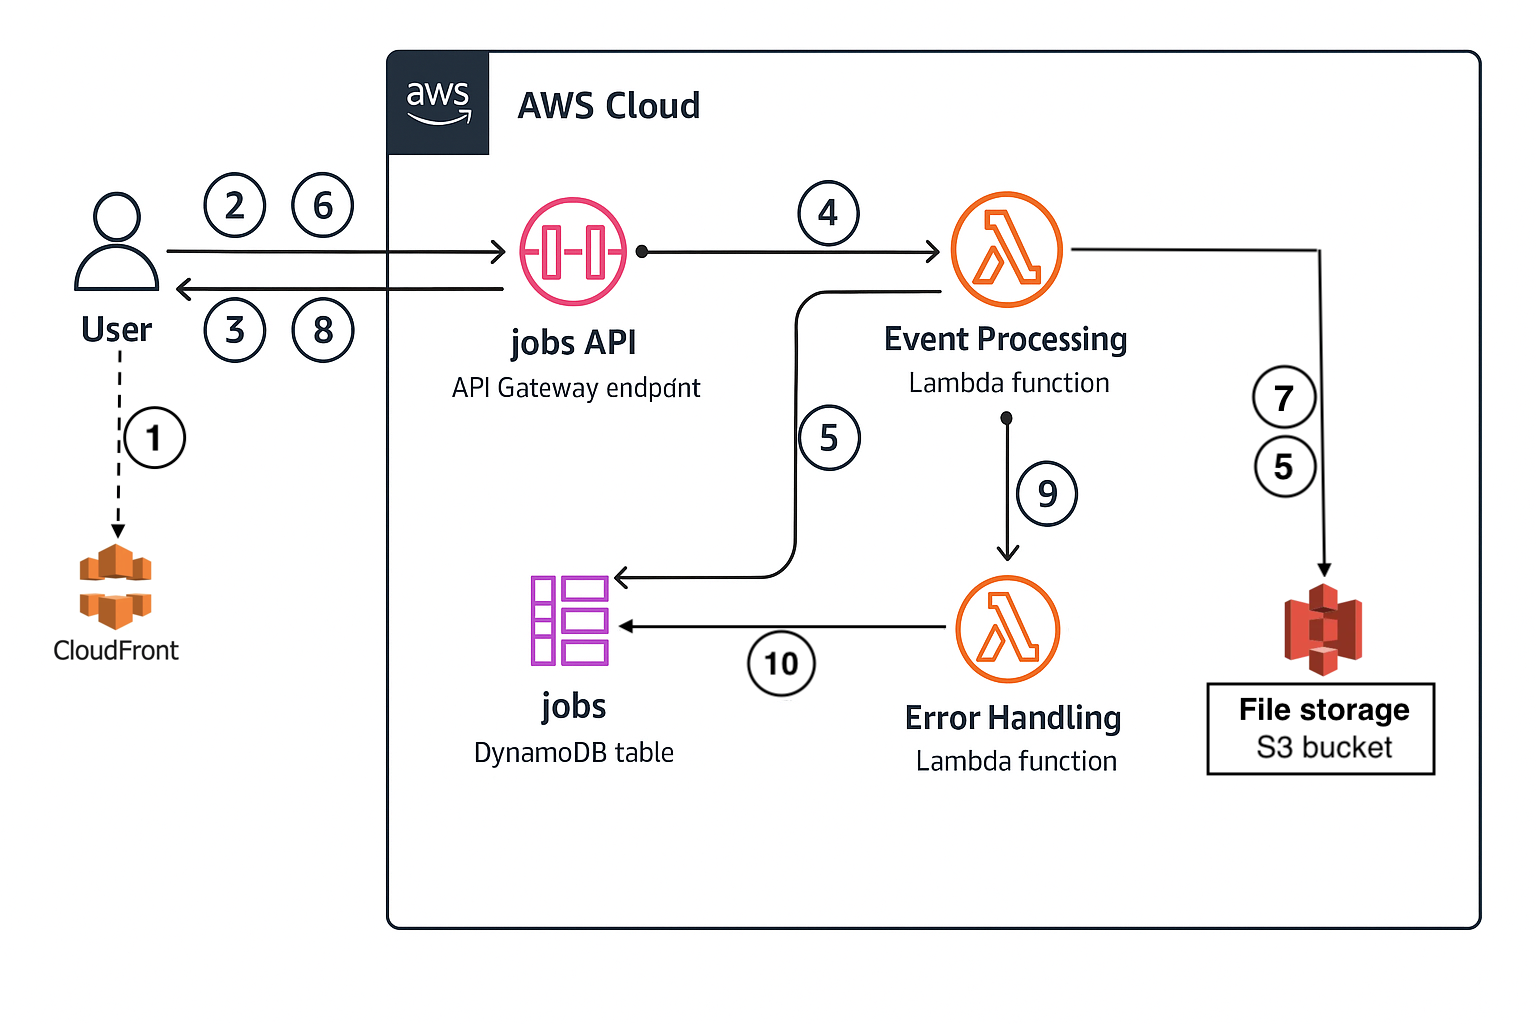 aws
AWS Cloud
2 6
4
User
3 8
jobs API
API Gateway endpoint
Event Processing
Lambda function
1
5
7
5
9
CloudFront
10
jobs
DynamoDB table
Error Handling
Lambda function
File storage
S3 bucket